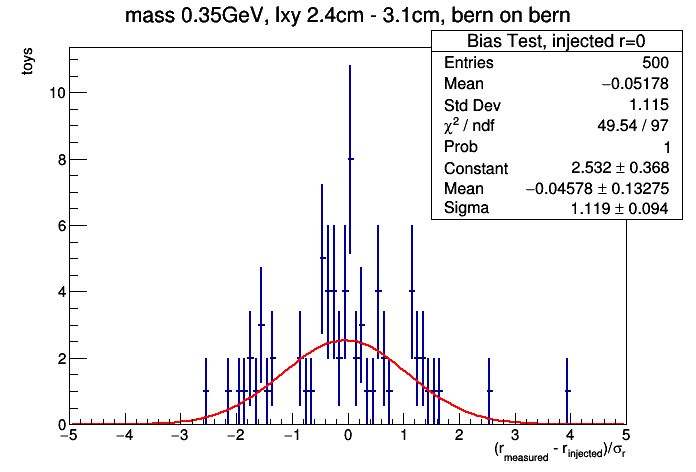 mass 0.35GeV, lxy 2.4cm - 3.1cm, bern on bern
toys
Bias Test, injected r=0
Entries 500
Mean −0.05178
Std Dev 1.115
χ² / ndf 49.54 / 97
Prob 1
Constant 2.532 ± 0.368
Mean −0.04578 ± 0.13275
Sigma 1.119 ± 0.094
10
8
6
4
2
0
−5 −4 −3 −2 −1 0 1 2 3 4 5
(r_measured - r_injected)/σ_r